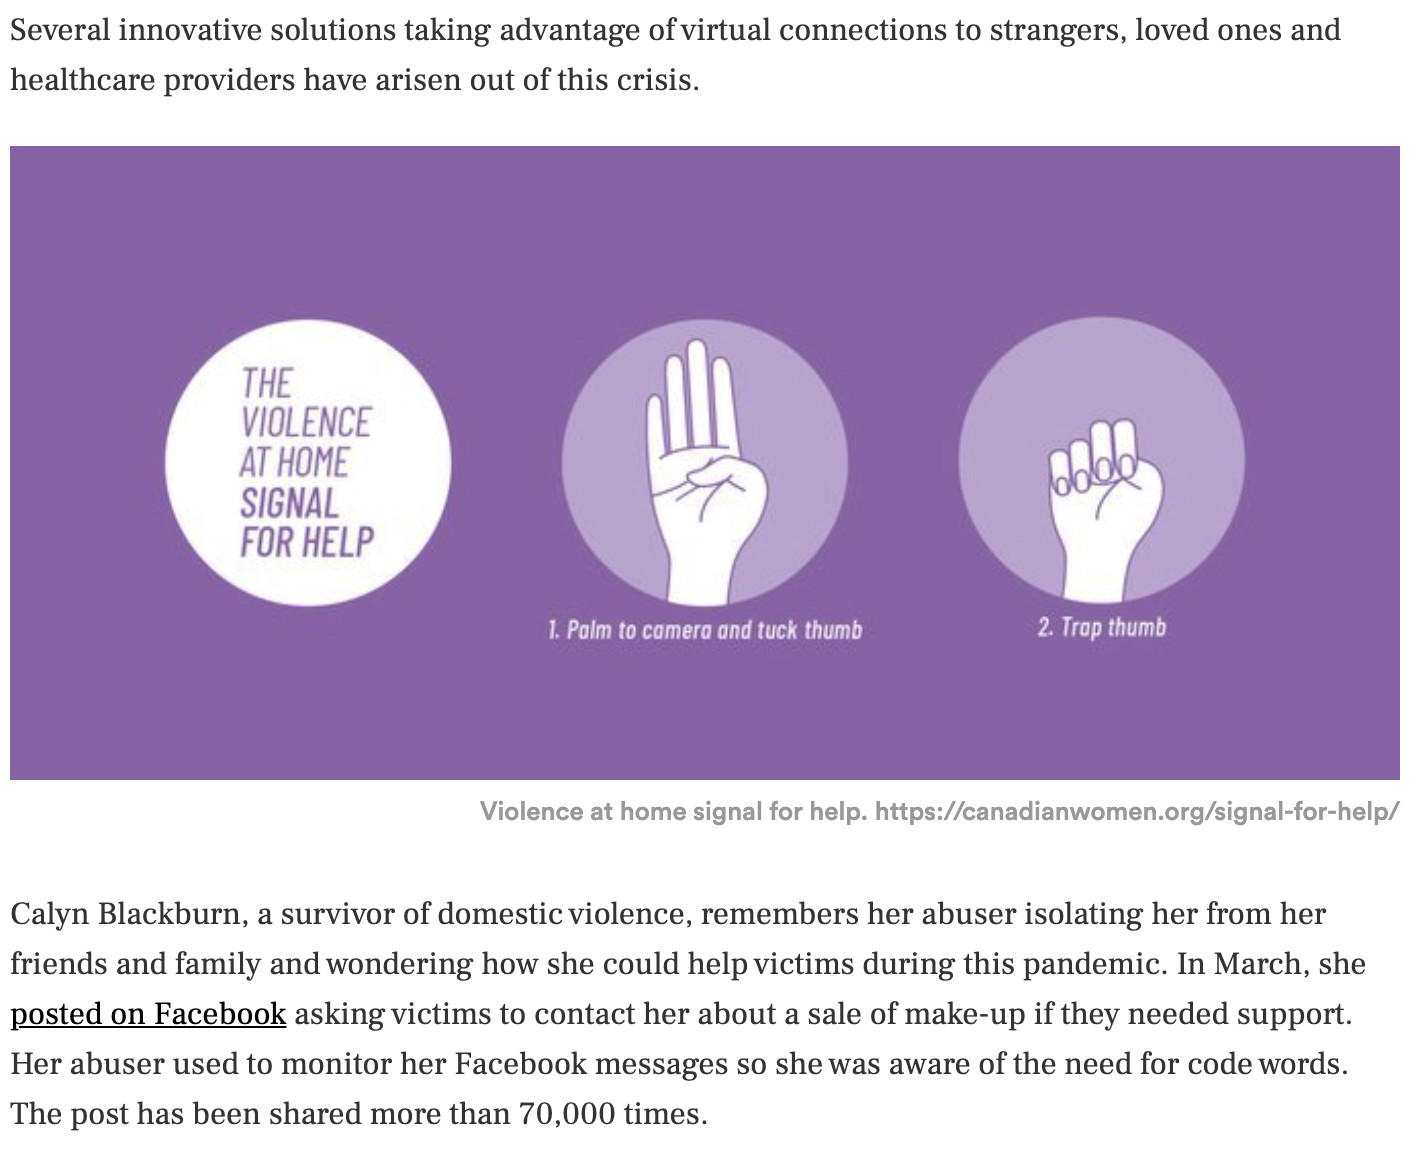 Several innovative solutions taking advantage of virtual connections to strangers, loved ones and
healthcare providers have arisen out of this crisis.
THE
VIOLENCE
AT HOME
SIGNAL
FOR HELP
1. Palm to camera and tuck thumb
2. Trap thumb
Violence at home signal for help. https://canadianwomen.org/signal-for-help/
Calyn Blackburn, a survivor of domestic violence, remembers her abuser isolating her from her
friends and family and wondering how she could help victims during this pandemic. In March, she
posted on Facebook asking victims to contact her about a sale of make-up if they needed support.
Her abuser used to monitor her Facebook messages so she was aware of the need for code words.
The post has been shared more than 70,000 times.